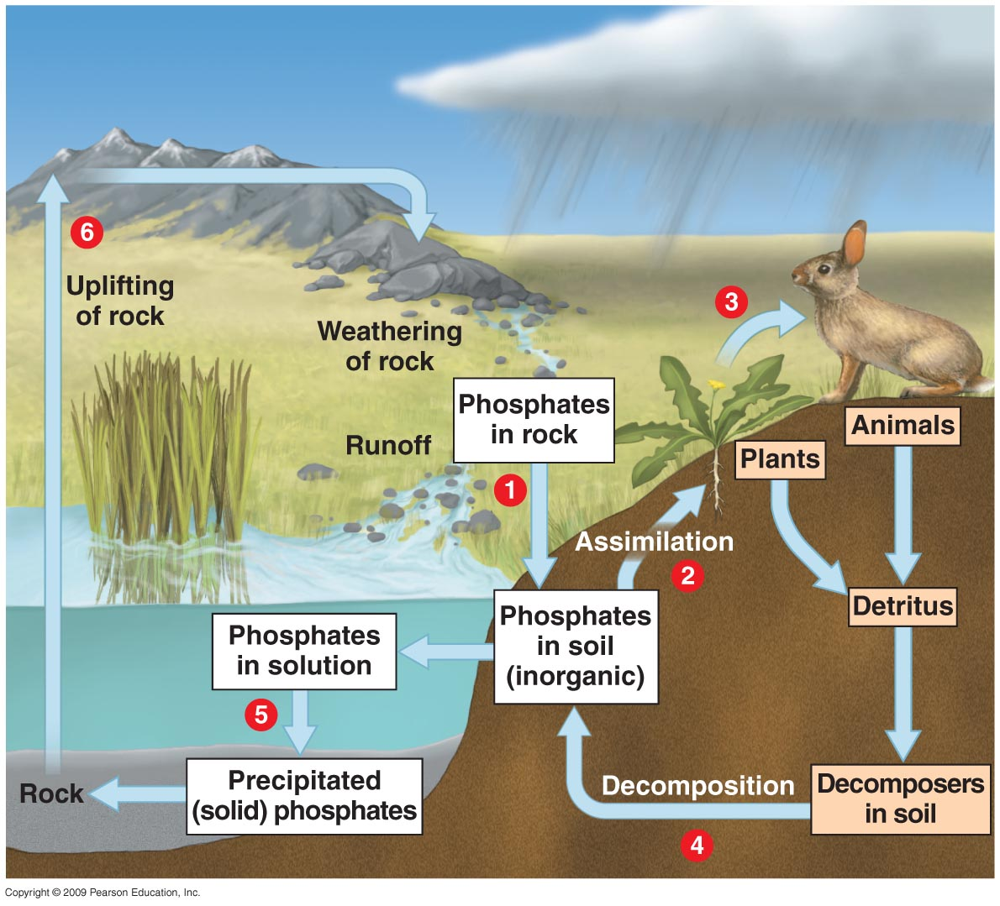 6
Uplifting
of rock
Weathering
of rock
3
Phosphates
in rock
Runoff
Animals
Plants
1
Assimilation
2
Detritus
Phosphates
in soil
(inorganic)
Phosphates
in solution
5
Precipitated
(solid) phosphates
Rock
Decomposition
4
Decomposers
in soil
Copyright © 2009 Pearson Education, Inc.